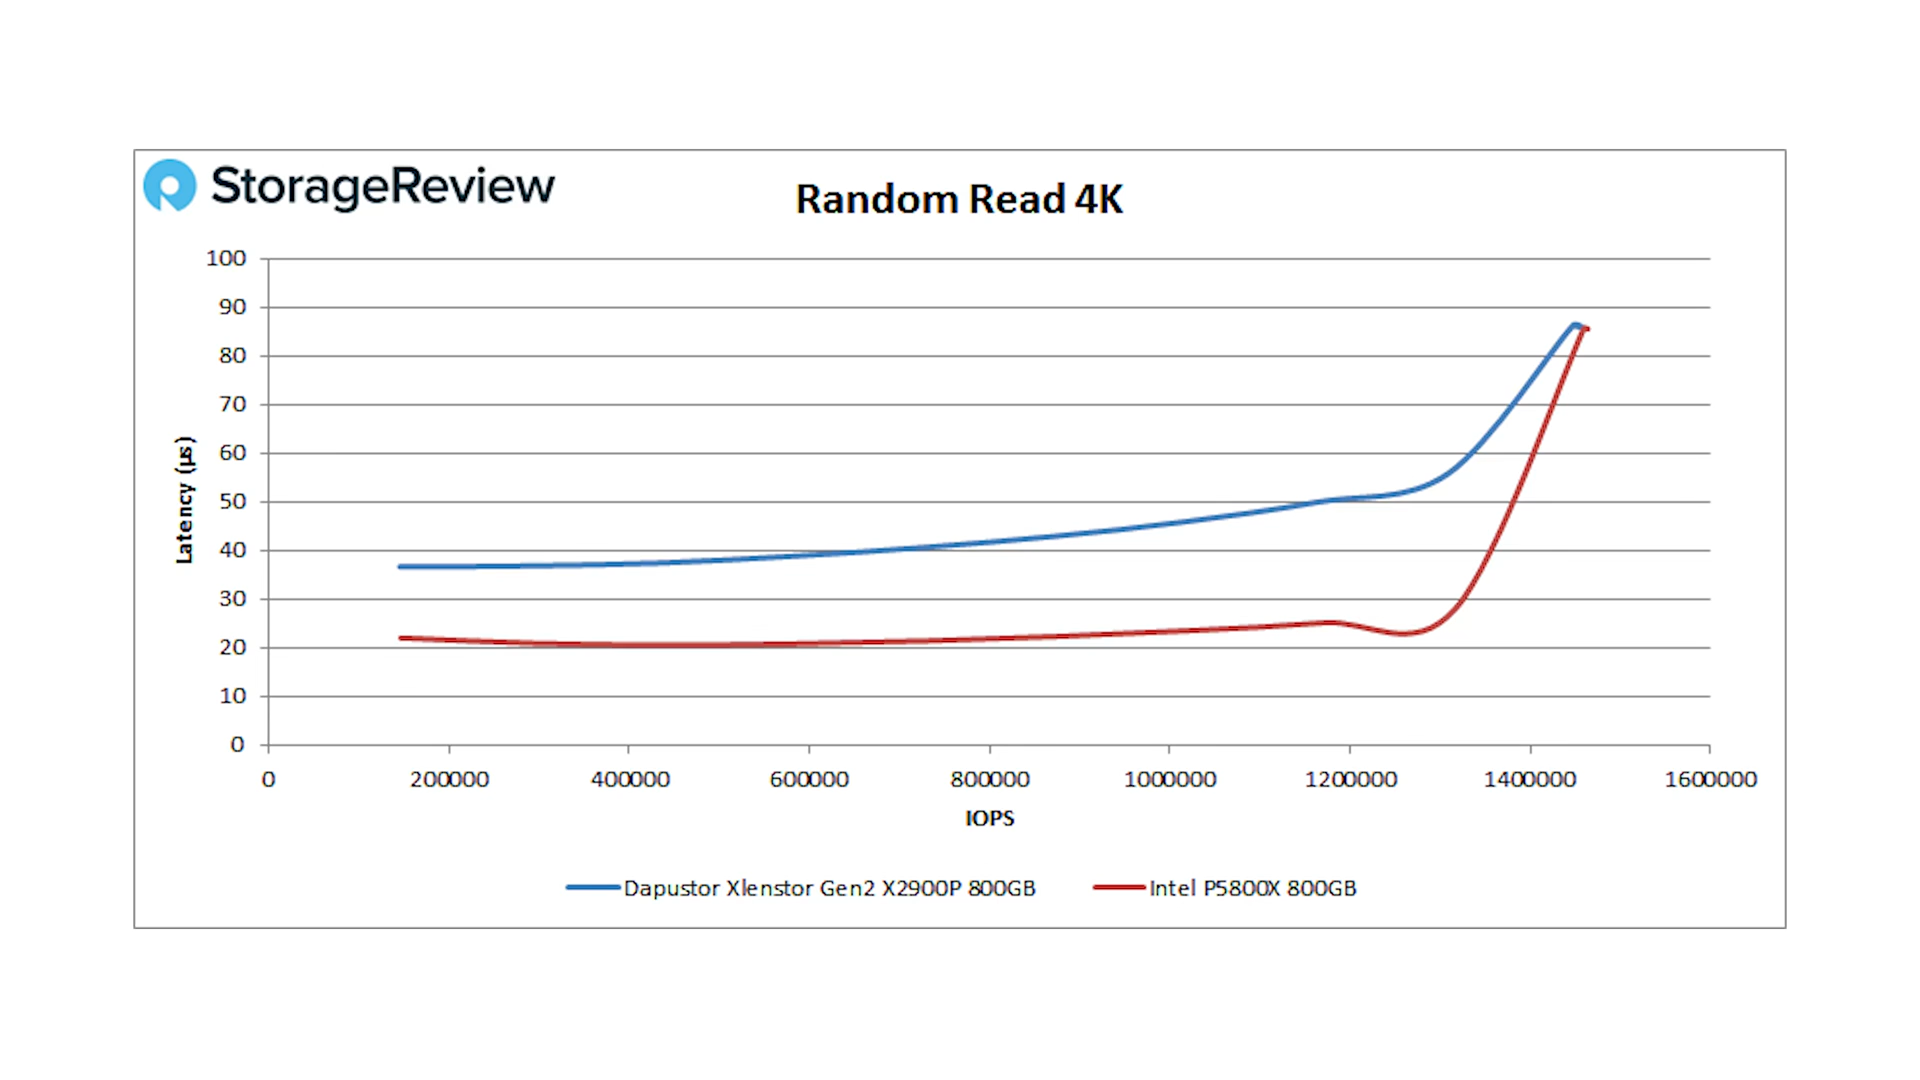 StorageReview
Random Read 4K
100
90
80
70
60
50
40
30
20
10
0
Latency (µs)
0 200000 400000 600000 800000 1000000 1200000 1400000 1600000
IOPS
Dapustor Xlenstor Gen2 X2900P 800GB Intel P5800X 800GB